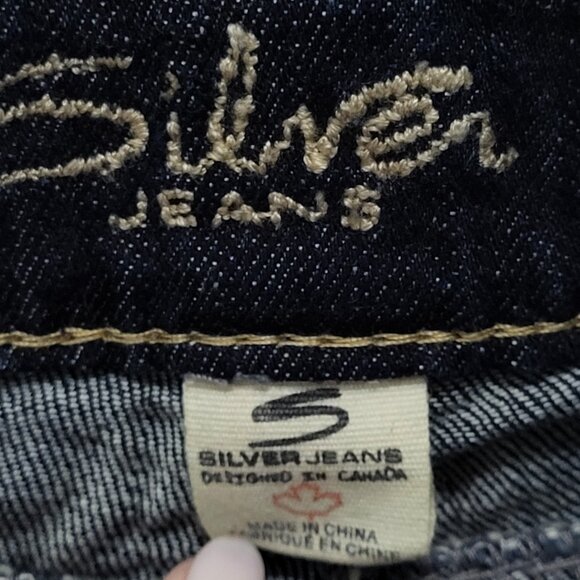 Silver
JEANS
S
SILVER JEANS
DESIGNED IN CANADA
MADE IN CHINA
FABRIQUÉ EN CHINE